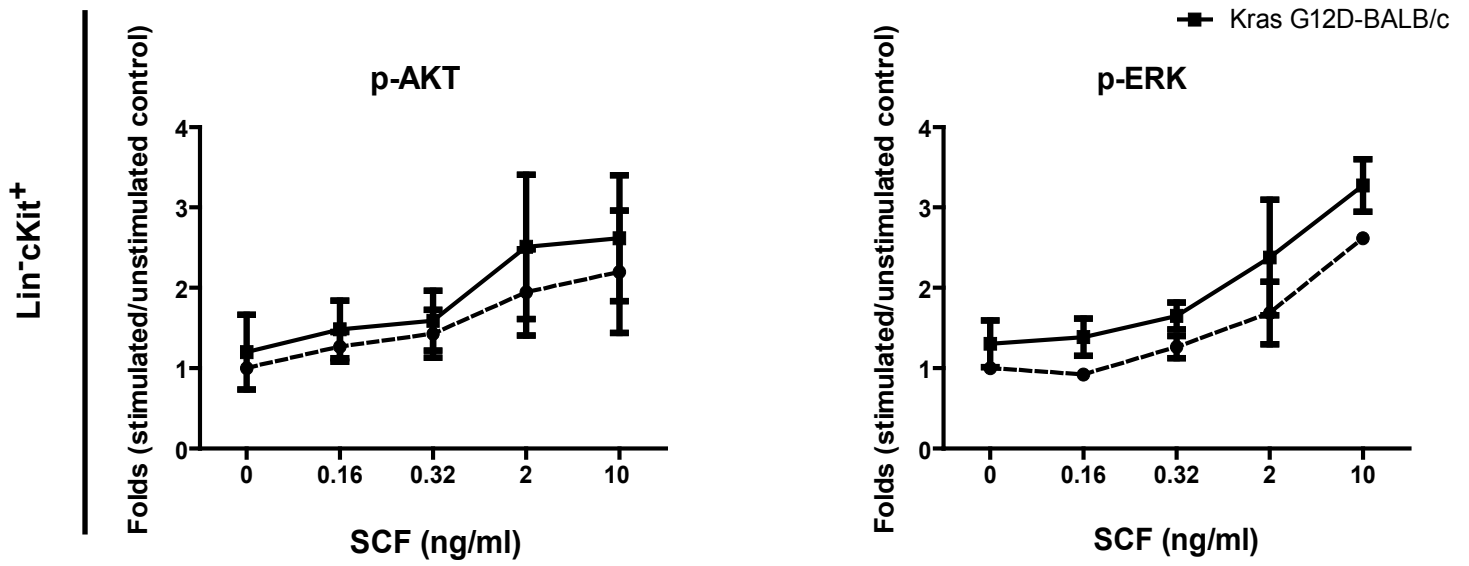 Kras G12D-BALB/c
Lin-cKit+
p-AKT
Folds (stimulated/unstimulated control)
4
3
2
1
0
0 0.16 0.32 2 10
SCF (ng/ml)
p-ERK
Folds (stimulated/unstimulated control)
4
3
2
1
0
0 0.16 0.32 2 10
SCF (ng/ml)